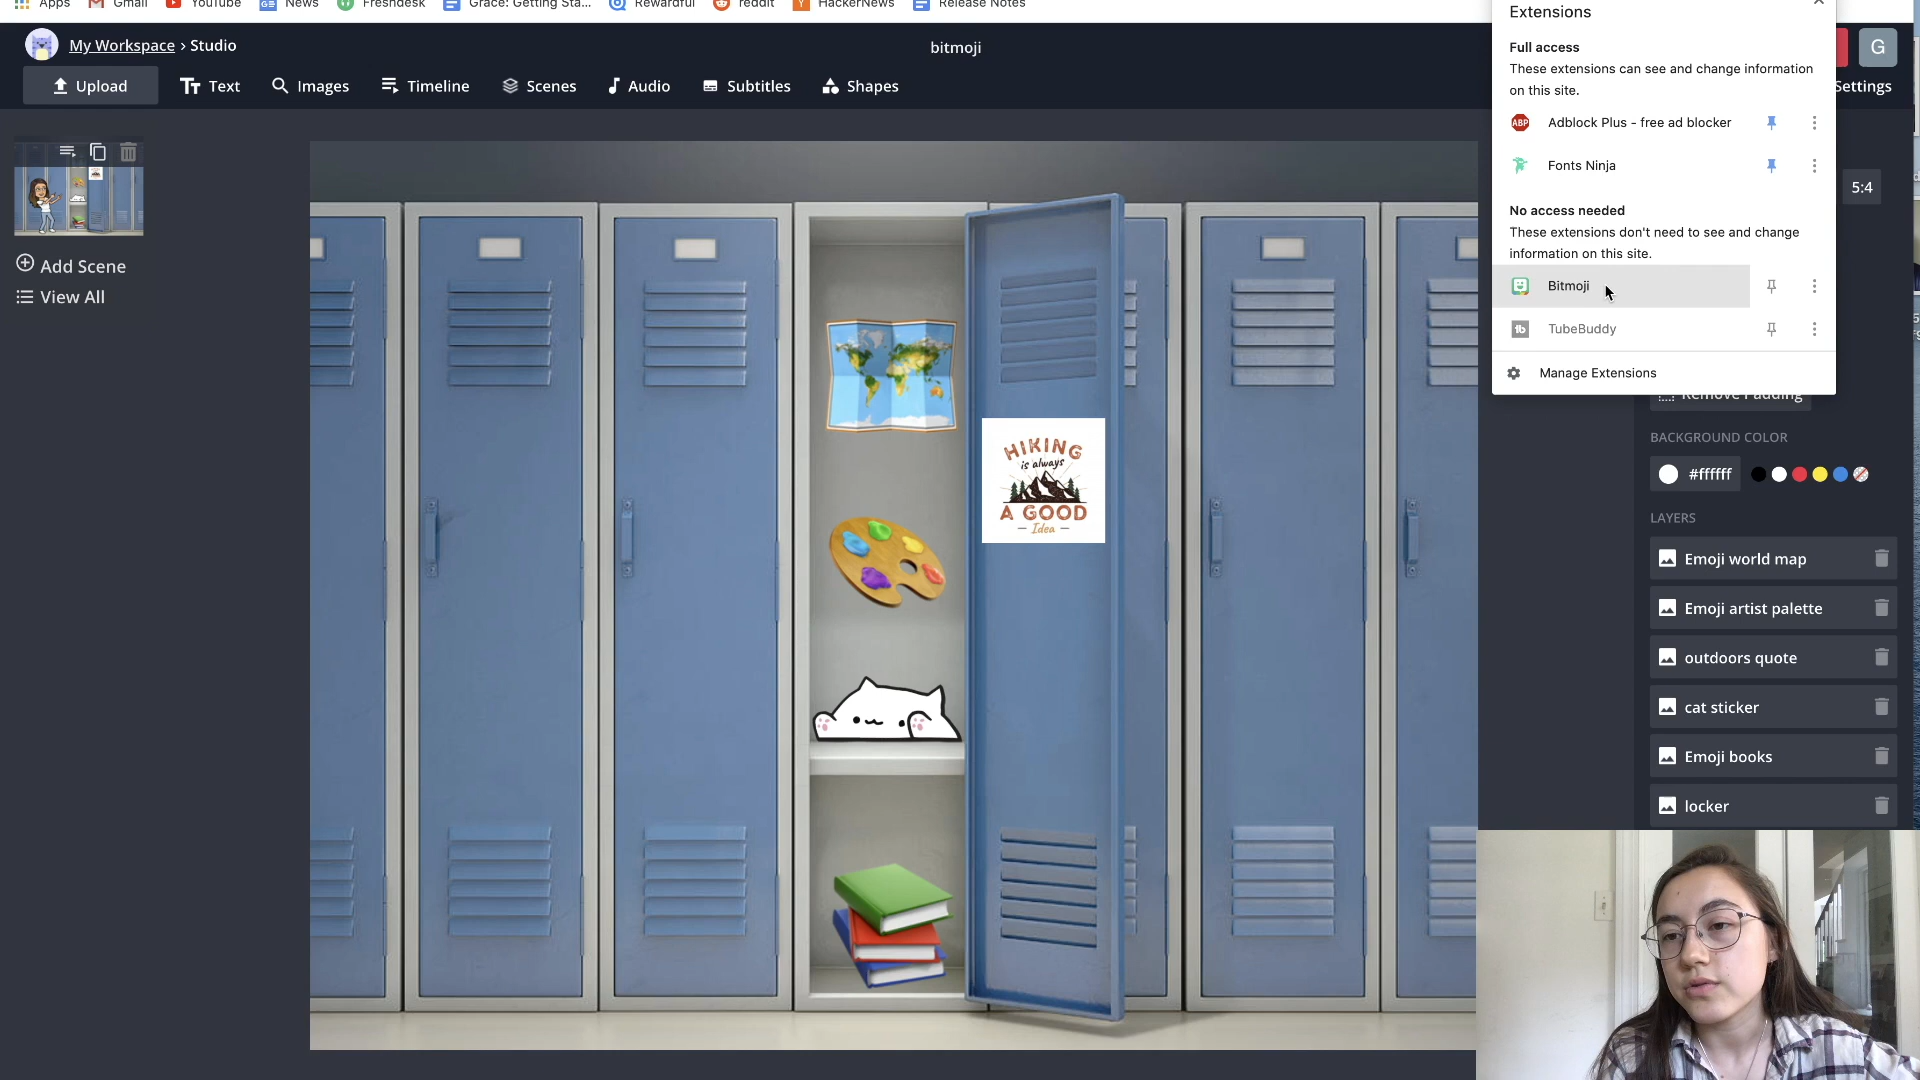 Apps Gmail YouTube News Freshdesk Grace: Getting Sta... Rewardful reddit HackerNews Release Notes
My Workspace › Studio
bitmoji
G
Upload Text Images Timeline Scenes Audio Subtitles Shapes
Settings
Add Scene
View All
HIKING
is always
A GOOD
Idea
Extensions
Full access
These extensions can see and change information
on this site.
ABP Adblock Plus - free ad blocker
Fonts Ninja
No access needed
These extensions don't need to see and change
information on this site.
Bitmoji
tb TubeBuddy
Manage Extensions
5:4
Remove Padding
BACKGROUND COLOR
#ffffff
LAYERS
Emoji world map
Emoji artist palette
outdoors quote
cat sticker
Emoji books
locker